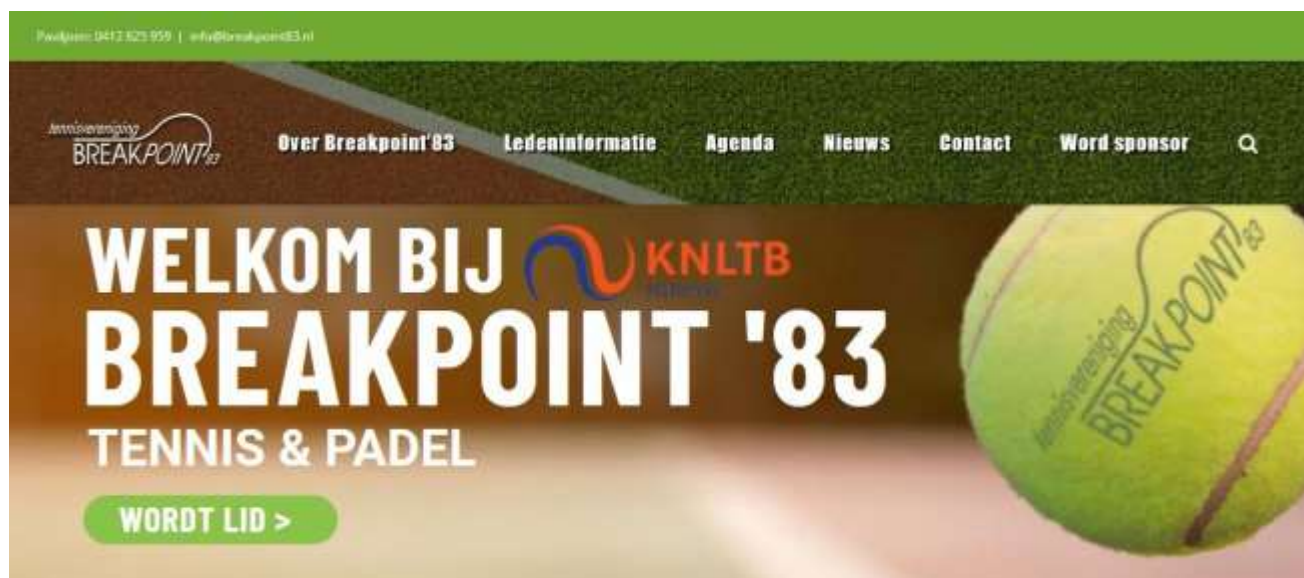 Paviljoen: 0412 625 959 | info@breakpoint83.nl
tennisvereniging
BREAKPOINT'83
Over Breakpoint'83 Ledeninformatie Agenda Nieuws Contact Word sponsor
WELKOM BIJ KNLTB
BREAKPOINT '83
TENNIS & PADEL
WORDT LID >
tennisvereniging
BREAKPOINT'83